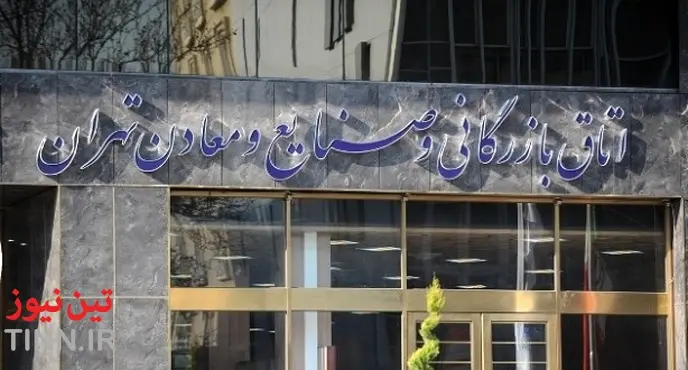 اتاق بازرگانی و صنایع و معادن تهران
تین نیوز
TINN.IR